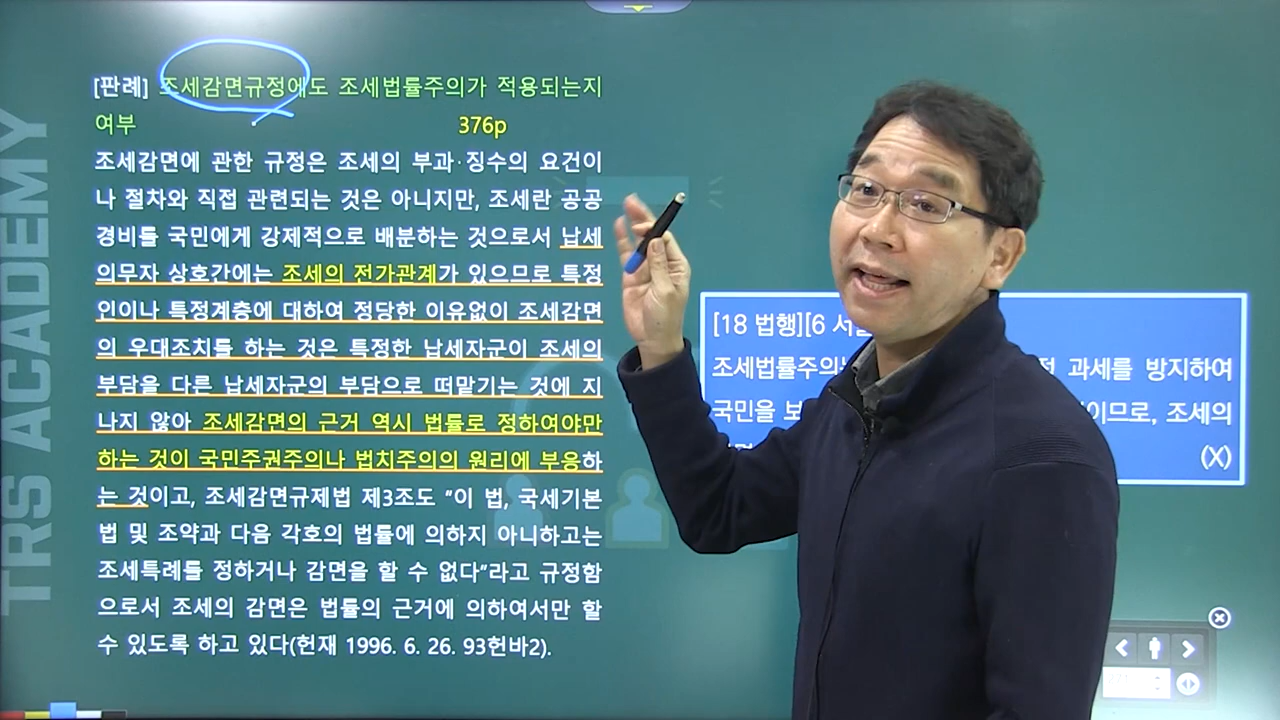 [판례] 조세감면규정에도 조세법률주의가 적용되는지
여부 376p
조세감면에 관한 규정은 조세의 부과·징수의 요건이
나 절차와 직접 관련되는 것은 아니지만, 조세란 공공
경비를 국민에게 강제적으로 배분하는 것으로서 납세
의무자 상호간에는 조세의 전가관계가 있으므로 특정
인이나 특정계층에 대하여 정당한 이유없이 조세감면
의 우대조치를 하는 것은 특정한 납세자군이 조세의
부담을 다른 납세자군의 부담으로 떠맡기는 것에 지
나지 않아 조세감면의 근거 역시 법률로 정하여야만
하는 것이 국민주권주의나 법치주의의 원리에 부응하
는 것이고, 조세감면규제법 제3조도 "이 법, 국세기본
법 및 조약과 다음 각호의 법률에 의하지 아니하고는
조세특례를 정하거나 감면을 할 수 없다"라고 규정함
으로서 조세의 감면은 법률의 근거에 의하여서만 할
수 있도록 하고 있다(헌재 1996. 6. 26. 93헌바2).
[18 법행][6
조세법률주의 과세를 방지하여
국민을 이므로, 조세의
(X)
TRS ACADEMY